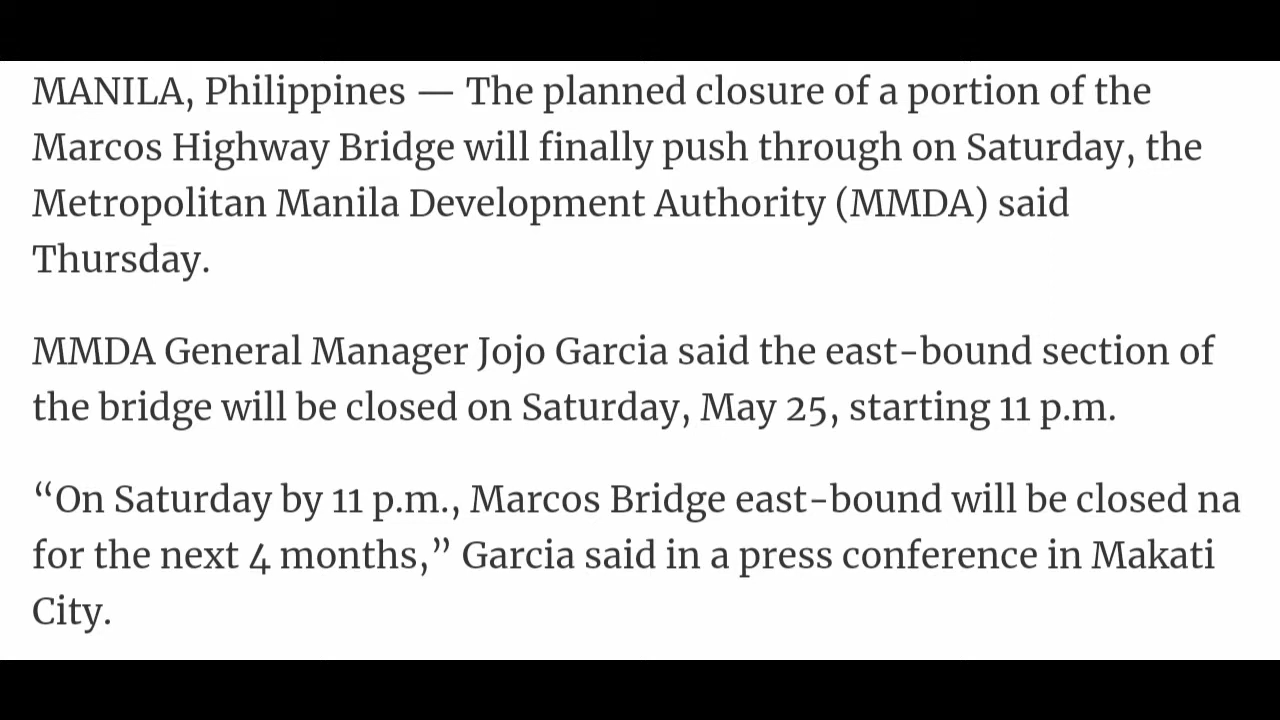 MANILA, Philippines — The planned closure of a portion of the
Marcos Highway Bridge will finally push through on Saturday, the
Metropolitan Manila Development Authority (MMDA) said
Thursday.
MMDA General Manager Jojo Garcia said the east-bound section of
the bridge will be closed on Saturday, May 25, starting 11 p.m.
“On Saturday by 11 p.m., Marcos Bridge east-bound will be closed na
for the next 4 months,” Garcia said in a press conference in Makati
City.